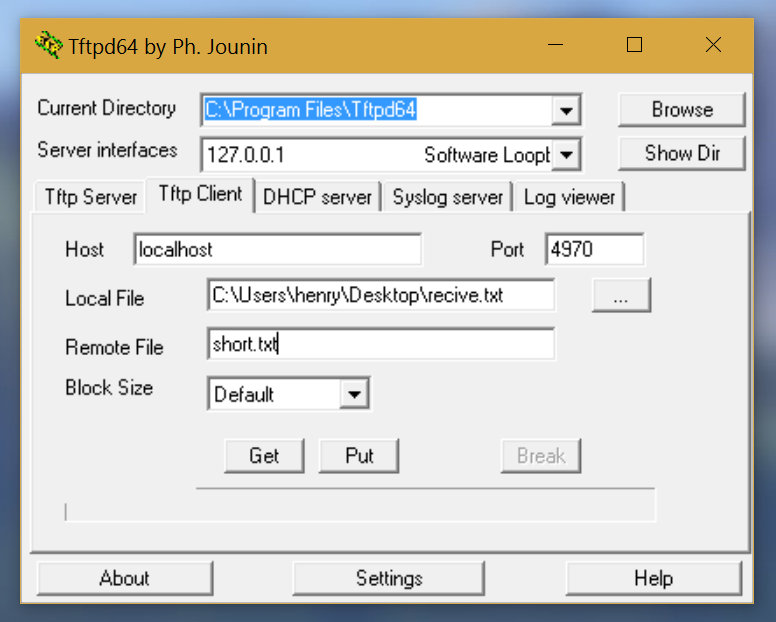 Tftpd64 by Ph. Jounin
Current Directory C:\Program Files\Tftpd64 Browse
Server interfaces 127.0.0.1 Software Loopt Show Dir
Tftp Server Tftp Client DHCP server Syslog server Log viewer
Host localhost Port 4970
Local File C:\Users\henry\Desktop\recive.txt ...
Remote File short.txt
Block Size Default
Get Put Break
About Settings Help